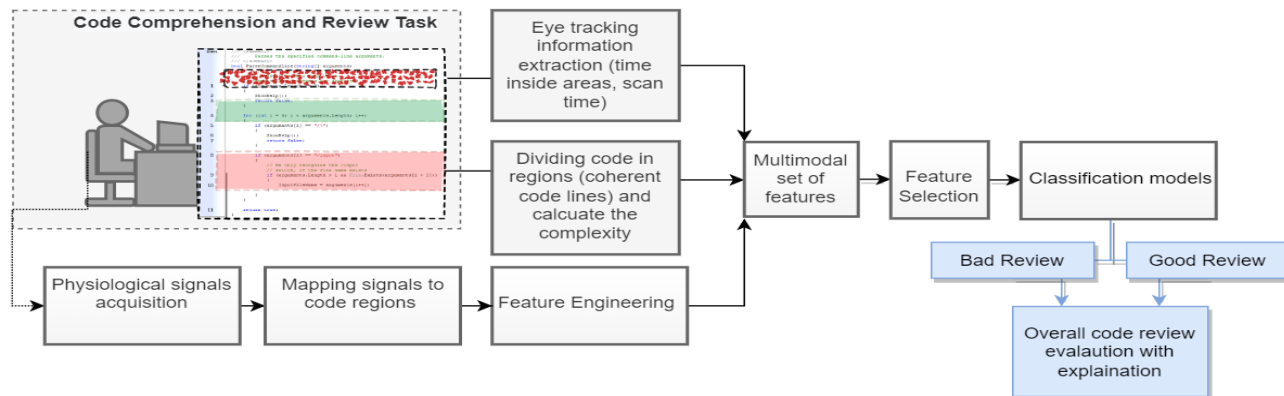 Code Comprehension and Review Task
Eye tracking
information
extraction (time
inside areas, scan
time)
Dividing code in
regions (coherent
code lines) and
calcuate the
complexity
Multimodal
set of
features
Feature
Selection
Classification models
Bad Review
Good Review
Overall code review
evalaution with
explaination
Physiological signals
acquisition
Mapping signals to
code regions
Feature Engineering